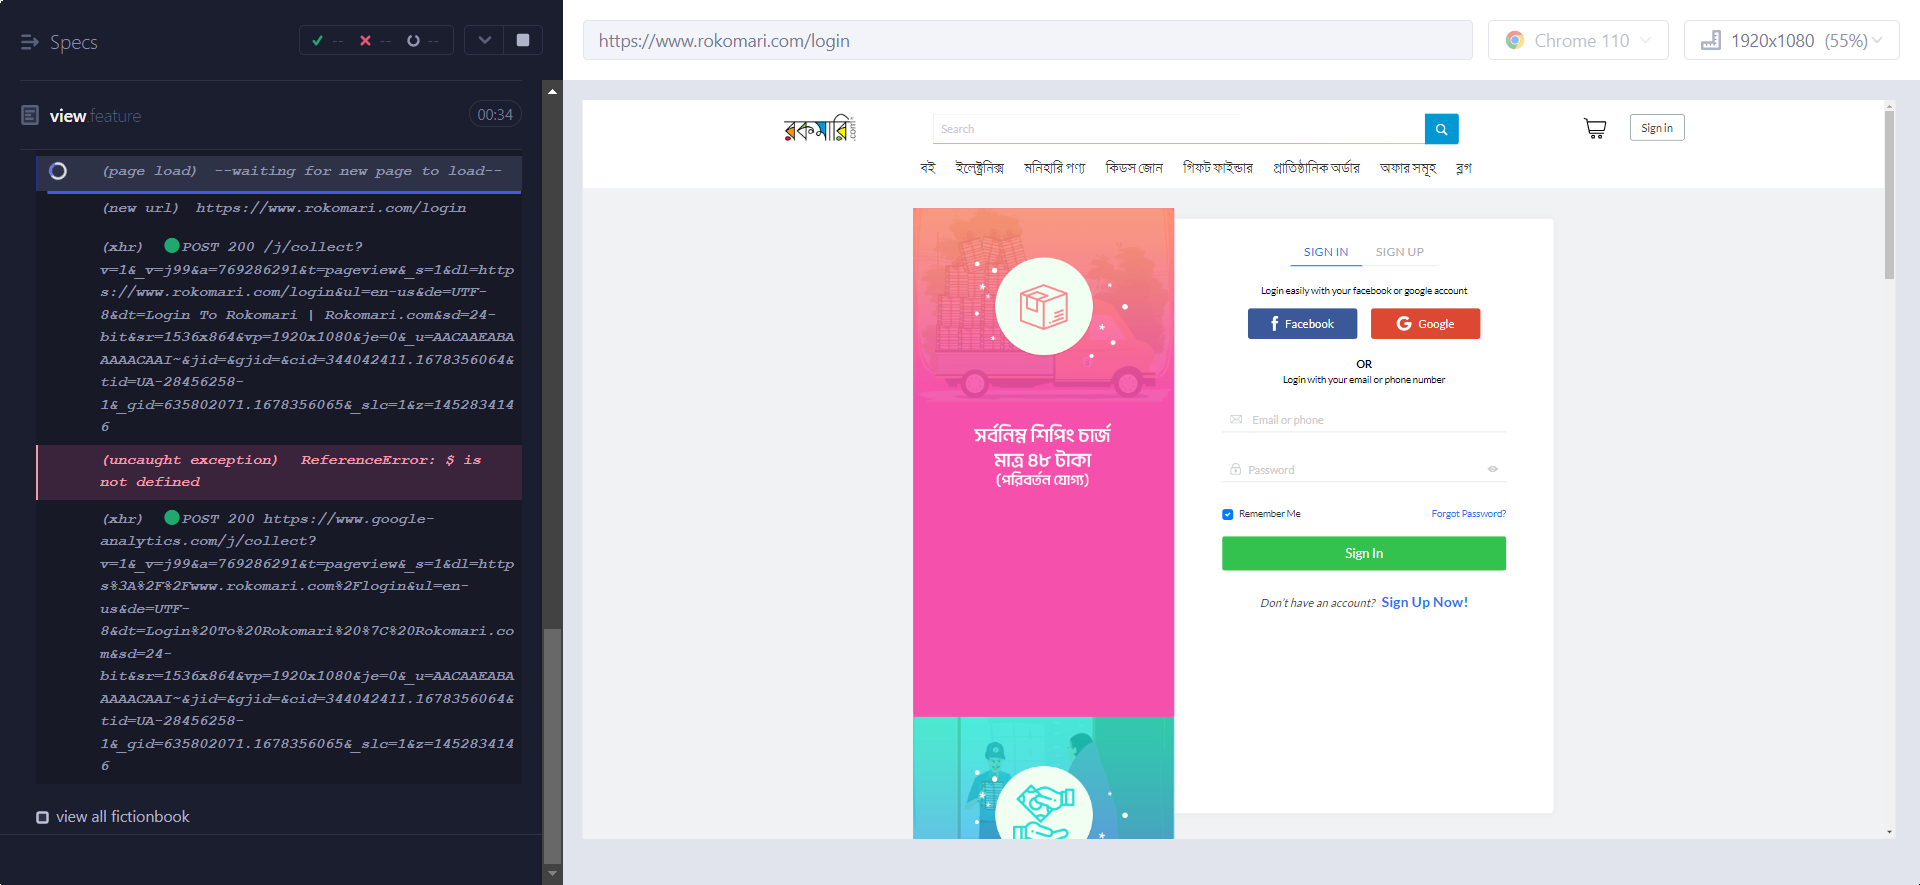 Specs
-- -- --
view.feature
00:34
(page load) --waiting for new page to load--
(new url) https://www.rokomari.com/login
(xhr) POST 200 /j/collect?
v=1&_v=j99&a=769286291&t=pageview&_s=1&dl=http
s://www.rokomari.com/login&ul=en-us&de=UTF-
8&dt=Login To Rokomari | Rokomari.com&sd=24-
bit&sr=1536x864&vp=1920x1080&je=0&_u=AACAAEABA
AAAACAAI~&jid=&gjid=&cid=344042411.1678356064&
tid=UA-28456258-
1&_gid=635802071.1678356065&_slc=1&z=145283414
6
(uncaught exception) ReferenceError: $ is
not defined
(xhr) POST 200 https://www.google-
analytics.com/j/collect?
v=1&_v=j99&a=769286291&t=pageview&_s=1&dl=http
s%3A%2F%2Fwww.rokomari.com%2Flogin&ul=en-
us&de=UTF-
8&dt=Login%20To%20Rokomari%20%7C%20Rokomari.co
m&sd=24-
bit&sr=1536x864&vp=1920x1080&je=0&_u=AACAAEABA
AAAACAAI~&jid=&gjid=&cid=344042411.1678356064&
tid=UA-28456258-
1&_gid=635802071.1678356065&_slc=1&z=145283414
6
view all fictionbook
https://www.rokomari.com/login
Chrome 110
1920x1080 (55%)
রকমারি.com
Search
Sign in
বই ইলেক্ট্রনিক্স মনিহারি পণ্য কিডস জোন গিফট ফাইন্ডার প্রাতিষ্ঠানিক অর্ডার অফার সমূহ ব্লগ
সর্বনিম্ন শিপিং চার্জ
মাত্র ৪৮ টাকা
(পরিবর্তন যোগ্য)
SIGN IN SIGN UP
Login easily with your facebook or google account
Facebook Google
OR
Login with your email or phone number
Email or phone
Password
Remember Me Forgot Password?
Sign In
Don't have an account? Sign Up Now!